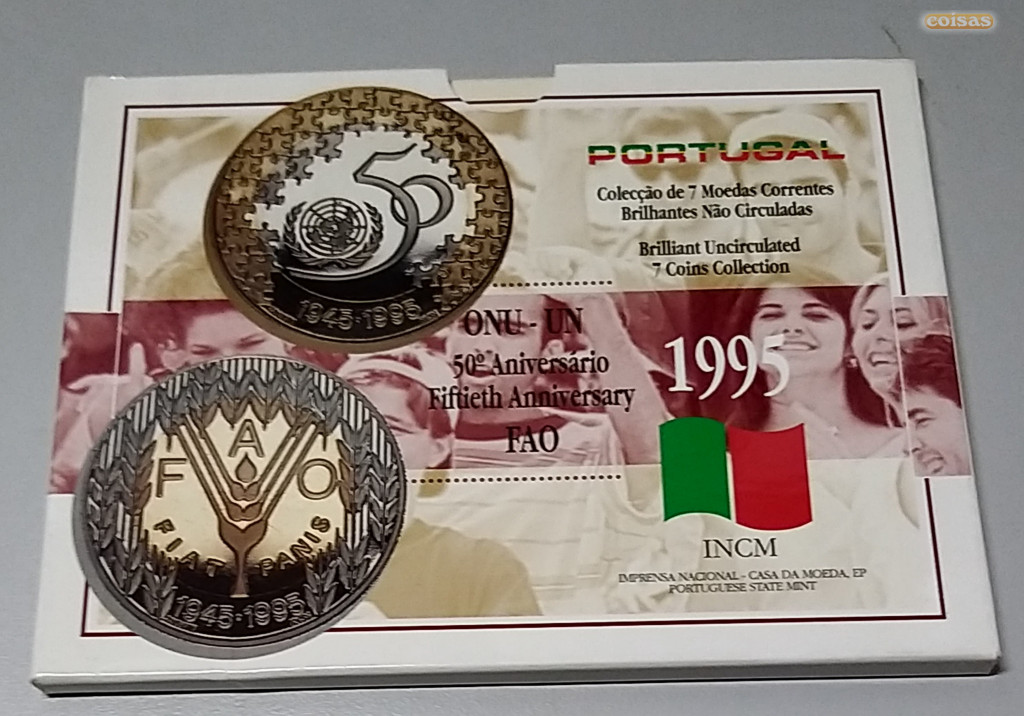 coisas
PORTUGAL
Colecção de 7 Moedas Correntes
Brilhantes Não Circuladas
Brilliant Uncirculated
7 Coins Collection
50
1945-1995
ONU - UN
50º Aniversário
Fiftieth Anniversary
FAO
1995
F A O
FIAT PANIS
1945-1995
INCM
IMPRENSA NACIONAL - CASA DA MOEDA, EP
PORTUGUESE STATE MINT